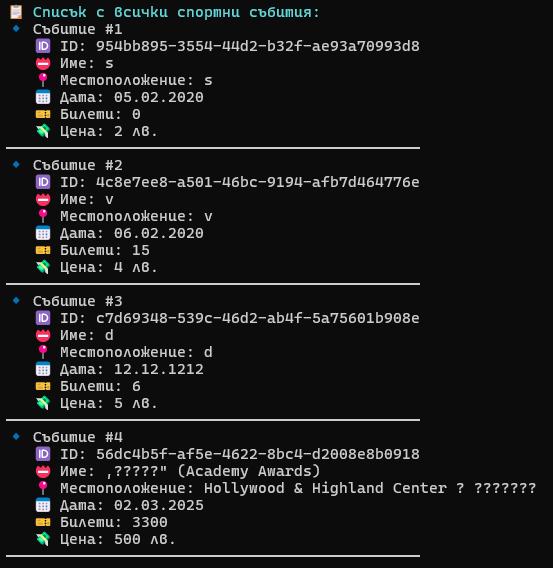 Списък с всички спортни събития:
Събитие #1
ID: 954bb895-3554-44d2-b32f-ae93a70993d8
Име: s
Местоположение: s
Дата: 05.02.2020
Билети: 0
Цена: 2 лв.
Събитие #2
ID: 4c8e7ee8-a501-46bc-9194-afb7d464776e
Име: v
Местоположение: v
Дата: 06.02.2020
Билети: 15
Цена: 4 лв.
Събитие #3
ID: c7d69348-539c-46d2-ab4f-5a75601b908e
Име: d
Местоположение: d
Дата: 12.12.1212
Билети: 6
Цена: 5 лв.
Събитие #4
ID: 56dc4b5f-af5e-4622-8bc4-d2008e8b0918
Име: ‚?????" (Academy Awards)
Местоположение: Hollywood & Highland Center ? ???????
Дата: 02.03.2025
Билети: 3300
Цена: 500 лв.